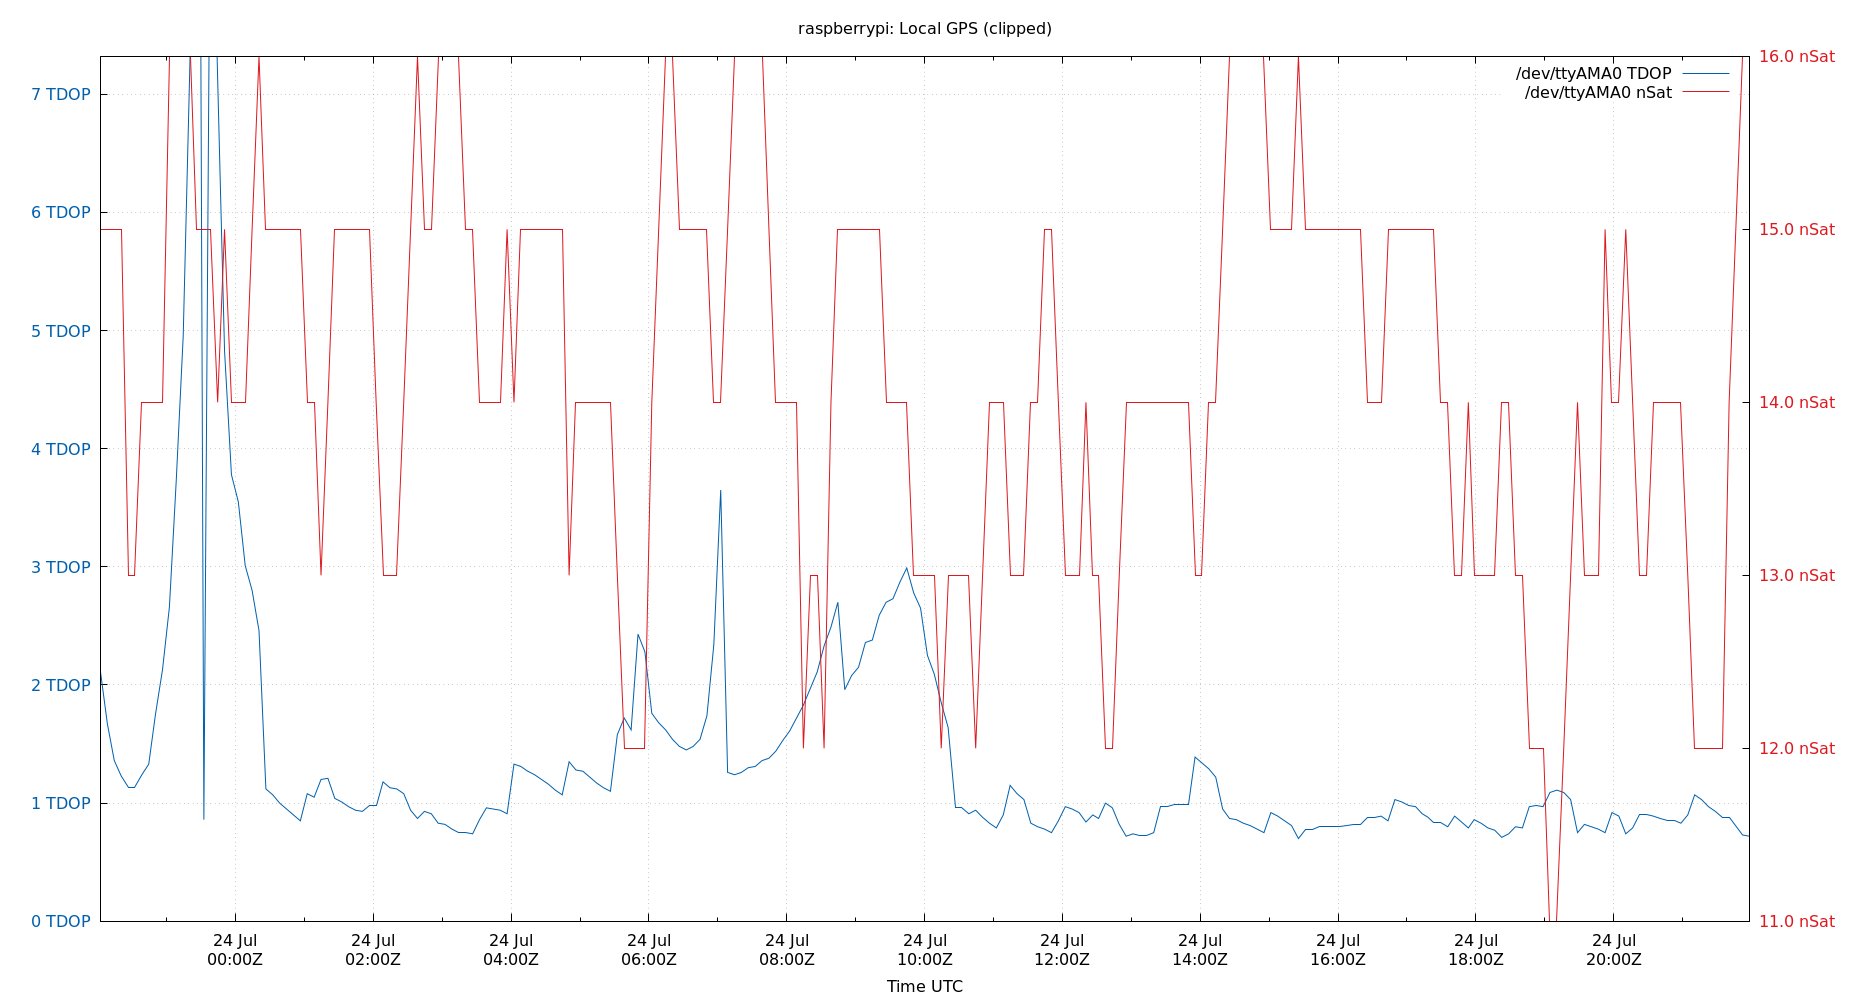 raspberrypi: Local GPS (clipped)
/dev/ttyAMA0 TDOP
/dev/ttyAMA0 nSat
7 TDOP
6 TDOP
5 TDOP
4 TDOP
3 TDOP
2 TDOP
1 TDOP
0 TDOP
16.0 nSat
15.0 nSat
14.0 nSat
13.0 nSat
12.0 nSat
11.0 nSat
24 Jul
00:00Z
24 Jul
02:00Z
24 Jul
04:00Z
24 Jul
06:00Z
24 Jul
08:00Z
24 Jul
10:00Z
24 Jul
12:00Z
24 Jul
14:00Z
24 Jul
16:00Z
24 Jul
18:00Z
24 Jul
20:00Z
Time UTC